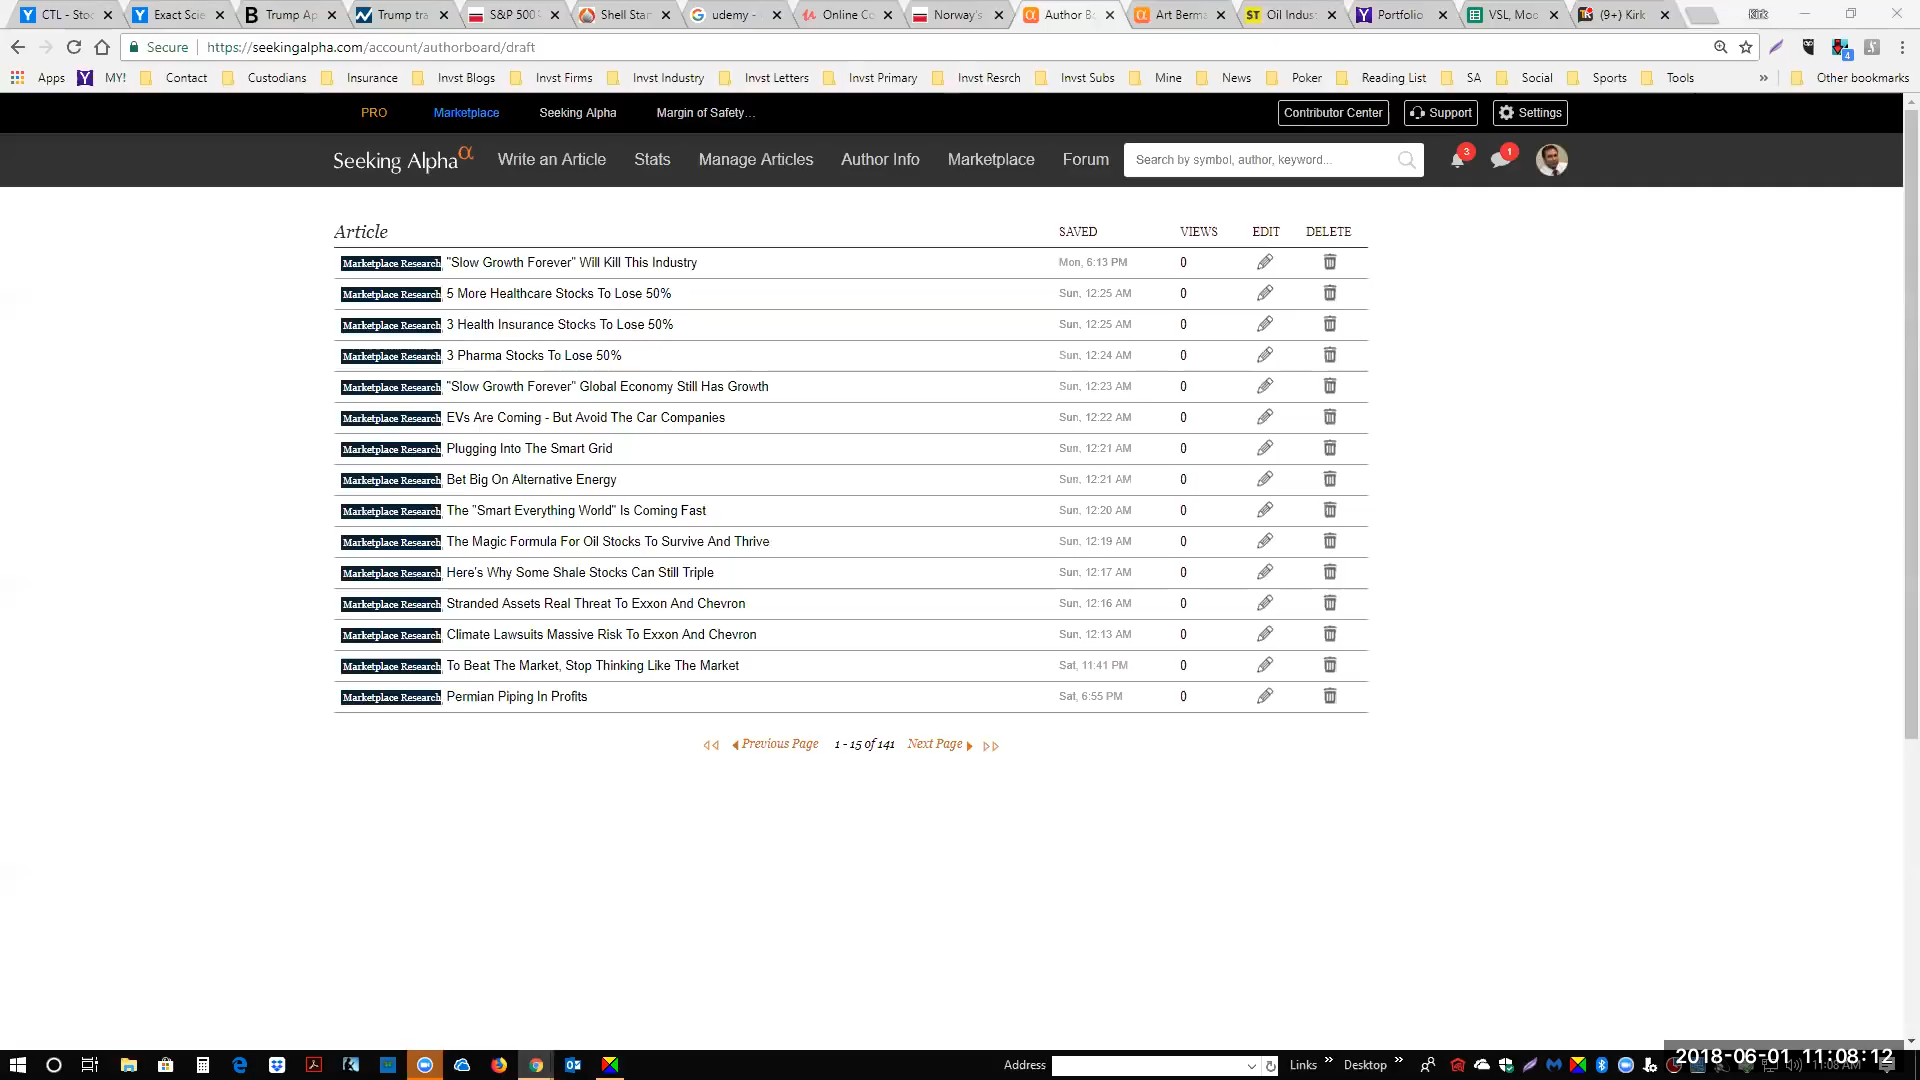 CTL - Stoc Exact Scie Trump Ap Trump tra S&P 500 Shell Star udemy - Online Co Norway's Author Bo Art Berma Oil Indus Portfolio VSL, Moc (9+) Kirk Kirk
Secure https://seekingalpha.com/account/authorboard/draft
Apps MY! Contact Custodians Insurance Invst Blogs Invst Firms Invst Industry Invst Letters Invst Primary Invst Resrch Invst Subs Mine News Poker Reading List SA Social Sports Tools » Other bookmarks
PRO Marketplace Seeking Alpha Margin of Safety... Contributor Center Support Settings
Seeking Alpha α Write an Article Stats Manage Articles Author Info Marketplace Forum Search by symbol, author, keyword... 3 1
Article SAVED VIEWS EDIT DELETE
Marketplace Research "Slow Growth Forever" Will Kill This Industry Mon, 6:13 PM 0
Marketplace Research 5 More Healthcare Stocks To Lose 50% Sun, 12:25 AM 0
Marketplace Research 3 Health Insurance Stocks To Lose 50% Sun, 12:25 AM 0
Marketplace Research 3 Pharma Stocks To Lose 50% Sun, 12:24 AM 0
Marketplace Research "Slow Growth Forever" Global Economy Still Has Growth Sun, 12:23 AM 0
Marketplace Research EVs Are Coming - But Avoid The Car Companies Sun, 12:22 AM 0
Marketplace Research Plugging Into The Smart Grid Sun, 12:21 AM 0
Marketplace Research Bet Big On Alternative Energy Sun, 12:21 AM 0
Marketplace Research The "Smart Everything World" Is Coming Fast Sun, 12:20 AM 0
Marketplace Research The Magic Formula For Oil Stocks To Survive And Thrive Sun, 12:19 AM 0
Marketplace Research Here's Why Some Shale Stocks Can Still Triple Sun, 12:17 AM 0
Marketplace Research Stranded Assets Real Threat To Exxon And Chevron Sun, 12:16 AM 0
Marketplace Research Climate Lawsuits Massive Risk To Exxon And Chevron Sun, 12:13 AM 0
Marketplace Research To Beat The Market, Stop Thinking Like The Market Sat, 11:41 PM 0
Marketplace Research Permian Piping In Profits Sat, 6:55 PM 0
Previous Page 1 - 15 of 141 Next Page
Address Links » Desktop » 2018-06-01 11:08:12